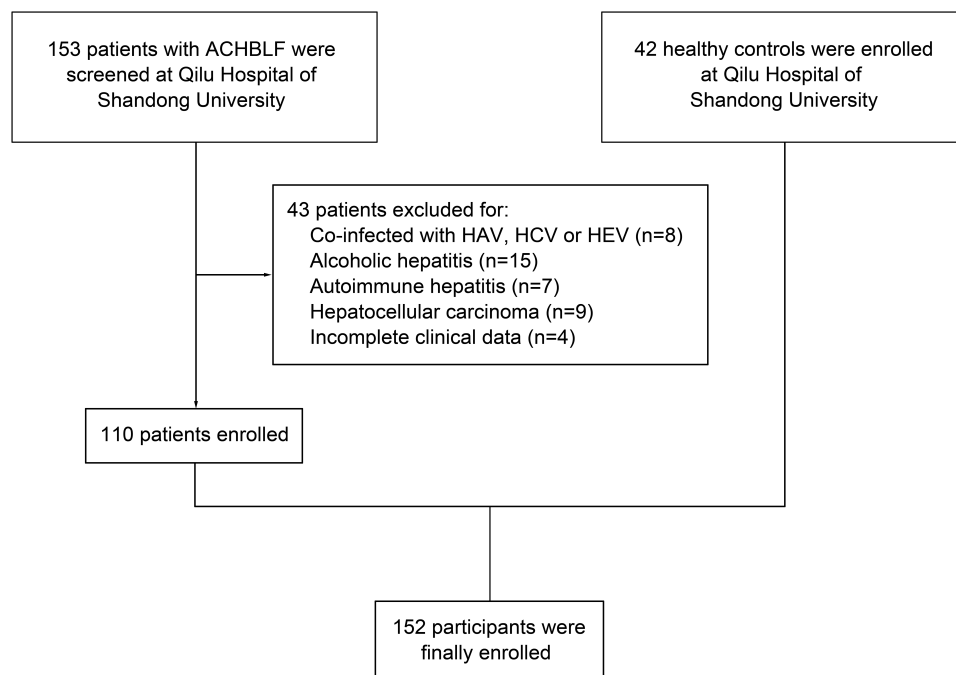 153 patients with ACHBLF were
screened at Qilu Hospital of
Shandong University
42 healthy controls were enrolled
at Qilu Hospital of
Shandong University
43 patients excluded for:
Co-infected with HAV, HCV or HEV (n=8)
Alcoholic hepatitis (n=15)
Autoimmune hepatitis (n=7)
Hepatocellular carcinoma (n=9)
Incomplete clinical data (n=4)
110 patients enrolled
152 participants were
finally enrolled